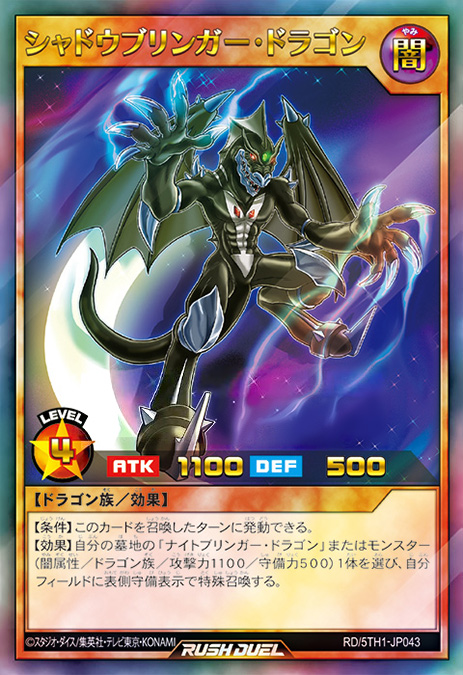 シャドウブリンガー・ドラゴン
やみ
闇
LEVEL
4
ATK 1100 DEF 500
【ドラゴン族／効果】
【条件】このカードを召喚したターンに発動できる。
【効果】自分の墓地の「ナイトブリンガー・ドラゴン」またはモンスター
(闇属性／ドラゴン族／攻撃力1100／守備力500) 1体を選び、自分
フィールドに表側守備表示で特殊召喚する。
©スタジオ・ダイス/集英社・テレビ東京・KONAMI RUSH DUEL RD/5TH1-JP043